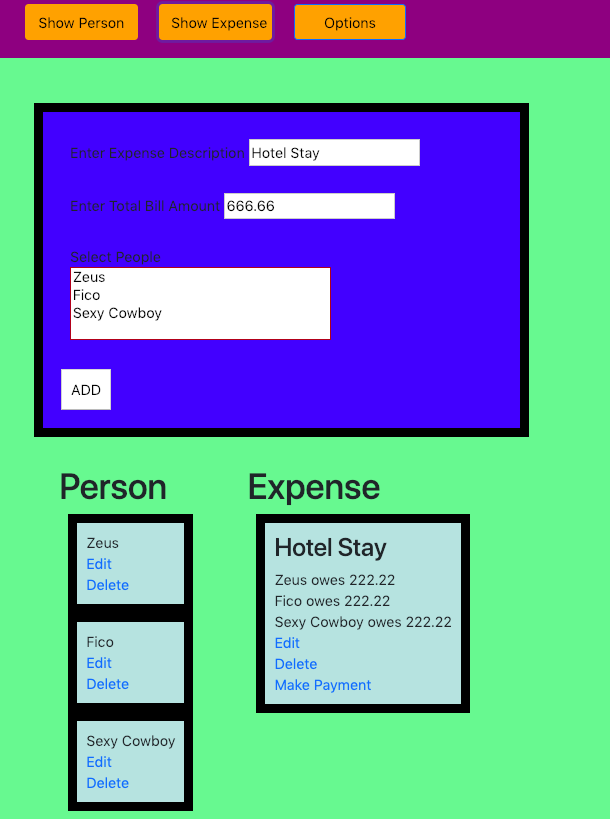 Show Person Show Expense Options
Enter Expense Description Hotel Stay
Enter Total Bill Amount 666.66
Select People
Zeus
Fico
Sexy Cowboy
ADD
Person
Zeus
Edit
Delete
Fico
Edit
Delete
Sexy Cowboy
Edit
Delete
Expense
Hotel Stay
Zeus owes 222.22
Fico owes 222.22
Sexy Cowboy owes 222.22
Edit
Delete
Make Payment